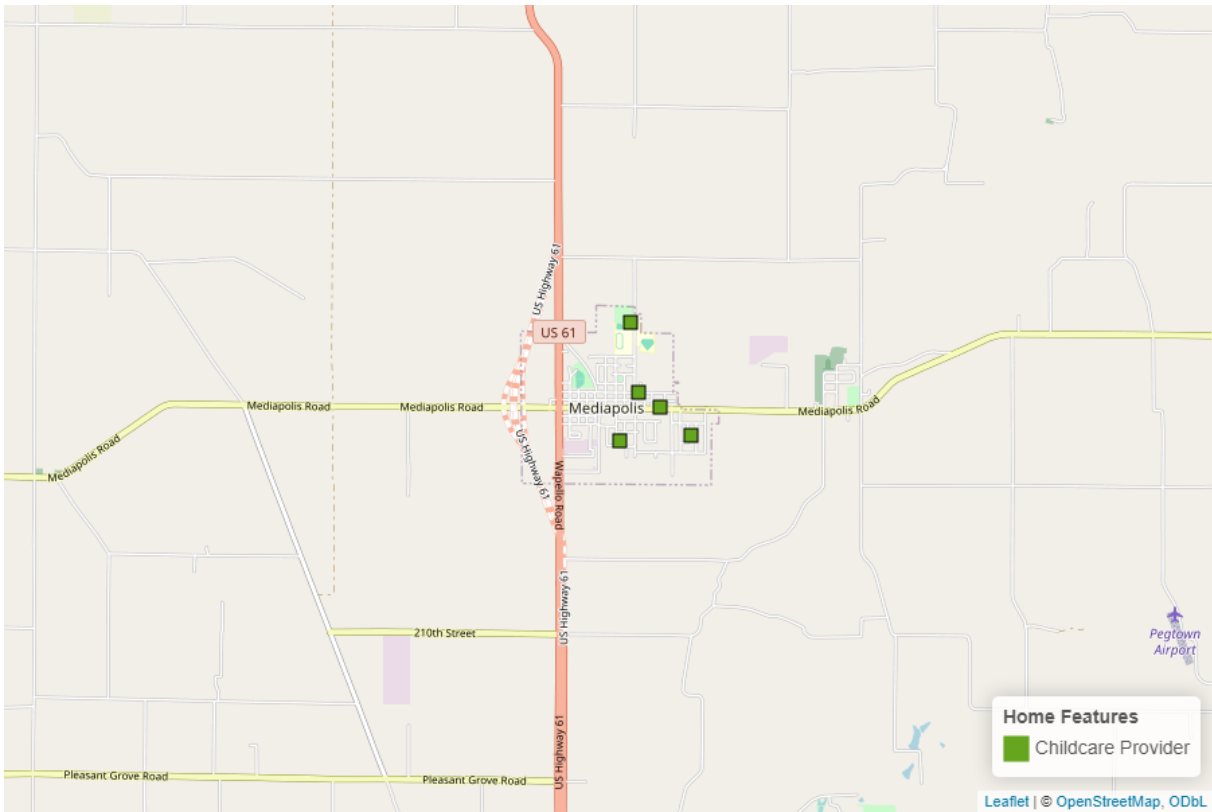 US Highway 61
US 61
Mediapolis Road
Mediapolis Road
Mediapolis
Mediapolis Road
Mediapolis Road
US Highway 61
Wapello Road
US Highway 61
210th Street
Pegtown
Airport
Home Features
Childcare Provider
US Highway 61
Pleasant Grove Road
Pleasant Grove Road
Leaflet | © OpenStreetMap, ODbL